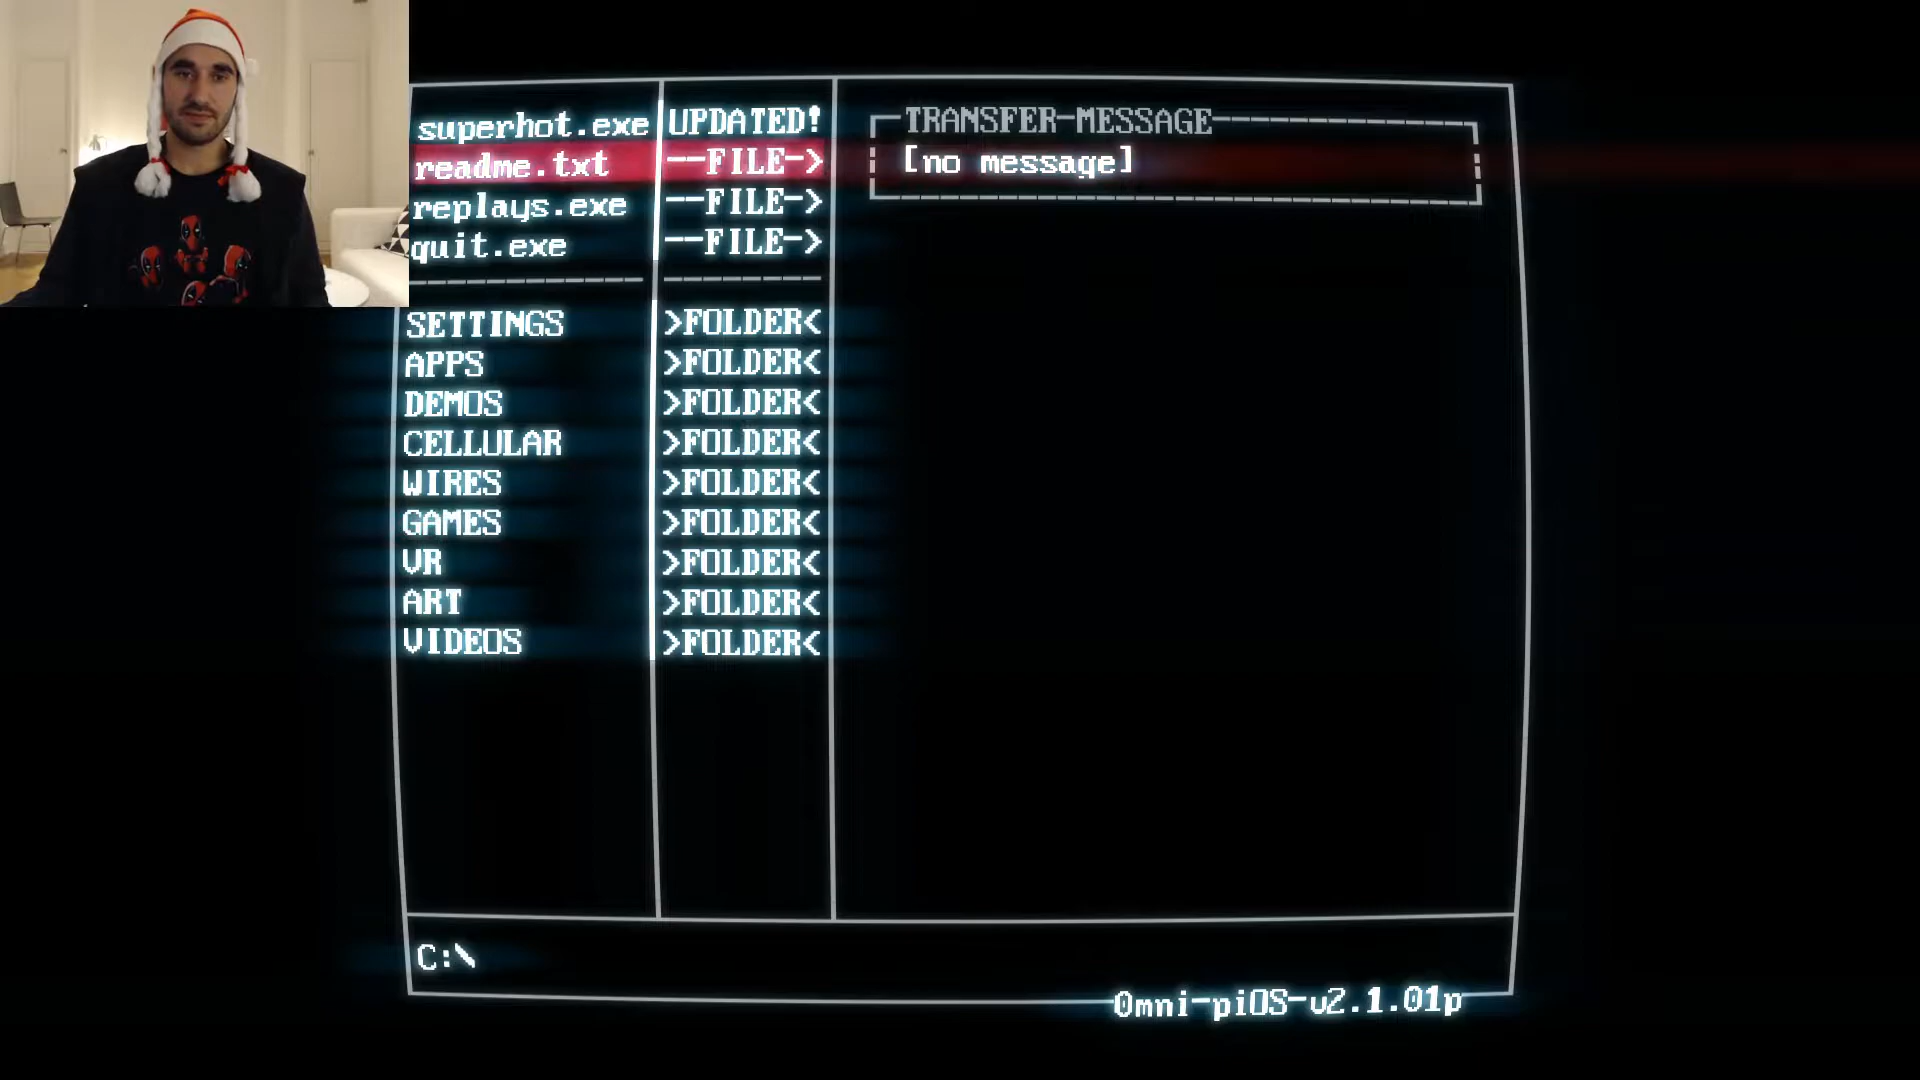 superhot.exe UPDATED!
readme.txt --FILE->
replays.exe --FILE->
quit.exe --FILE->
SETTINGS >FOLDER<
APPS >FOLDER<
DEMOS >FOLDER<
CELLULAR >FOLDER<
WIRES >FOLDER<
GAMES >FOLDER<
VR >FOLDER<
ART >FOLDER<
VIDEOS >FOLDER<
TRANSFER-MESSAGE
[no message]
C:\
0mni-piOS-v2.1.01p